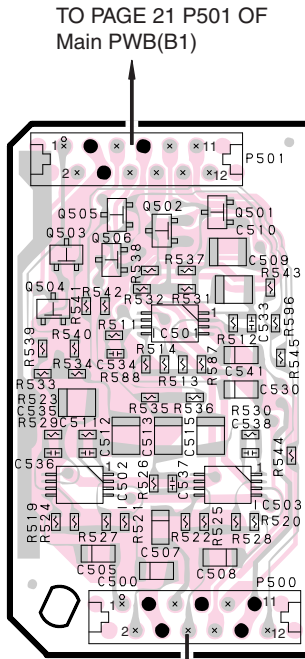 TO PAGE 21 P501 OF
Main PWB(B1)
1 11
P501
2 12
Q502 Q501
Q505 C510
Q503 Q506
R538 R537 C509
R543
Q504 R542
R541 R532 R531
R511 C501 C533 R596
R539 R540 R514 R587 R512
C534 C541 R545
R534 R588 R513
R533 C530
R523 R535 R536
C535 R530
R529 C511 C512 C513 C515 C538
R544
C536 IC502 R526 C537 IC503
R519 R524 R521 R525 R520
R527 R522 R528
C505 C507
C500 C508 P500
1 11
2 12